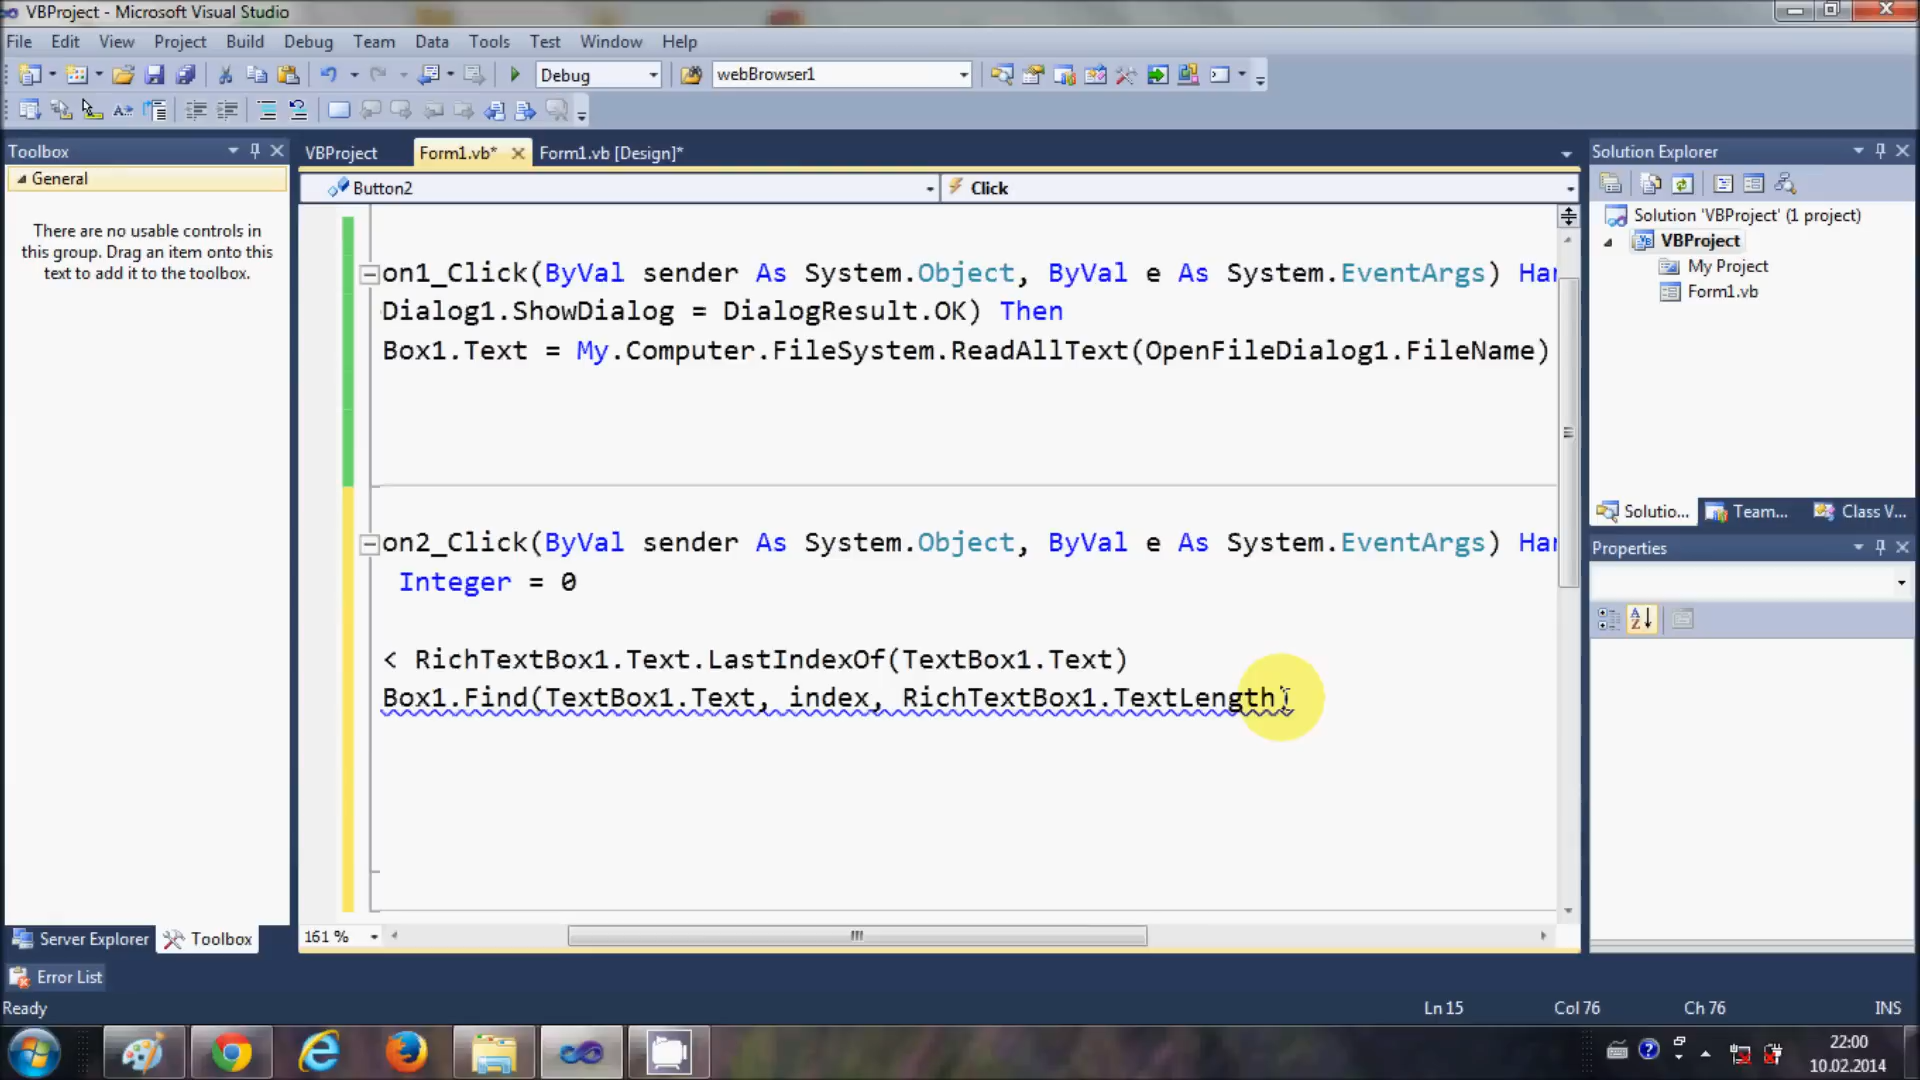 VBProject - Microsoft Visual Studio
File Edit View Project Build Debug Team Data Tools Test Window Help
Debug webBrowser1
Toolbox
General
There are no usable controls in
this group. Drag an item onto this
text to add it to the toolbox.
VBProject Form1.vb* Form1.vb [Design]*
Button2 Click
on1_Click(ByVal sender As System.Object, ByVal e As System.EventArgs) Han
Dialog1.ShowDialog = DialogResult.OK) Then
Box1.Text = My.Computer.FileSystem.ReadAllText(OpenFileDialog1.FileName)
on2_Click(ByVal sender As System.Object, ByVal e As System.EventArgs) Han
Integer = 0
< RichTextBox1.Text.LastIndexOf(TextBox1.Text)
Box1.Find(TextBox1.Text, index, RichTextBox1.TextLength)
161 %
Solution Explorer
Solution 'VBProject' (1 project)
VBProject
My Project
Form1.vb
Solutio... Team... Class V...
Properties
Server Explorer Toolbox
Error List
Ready Ln 15 Col 76 Ch 76 INS
22:00
10.02.2014